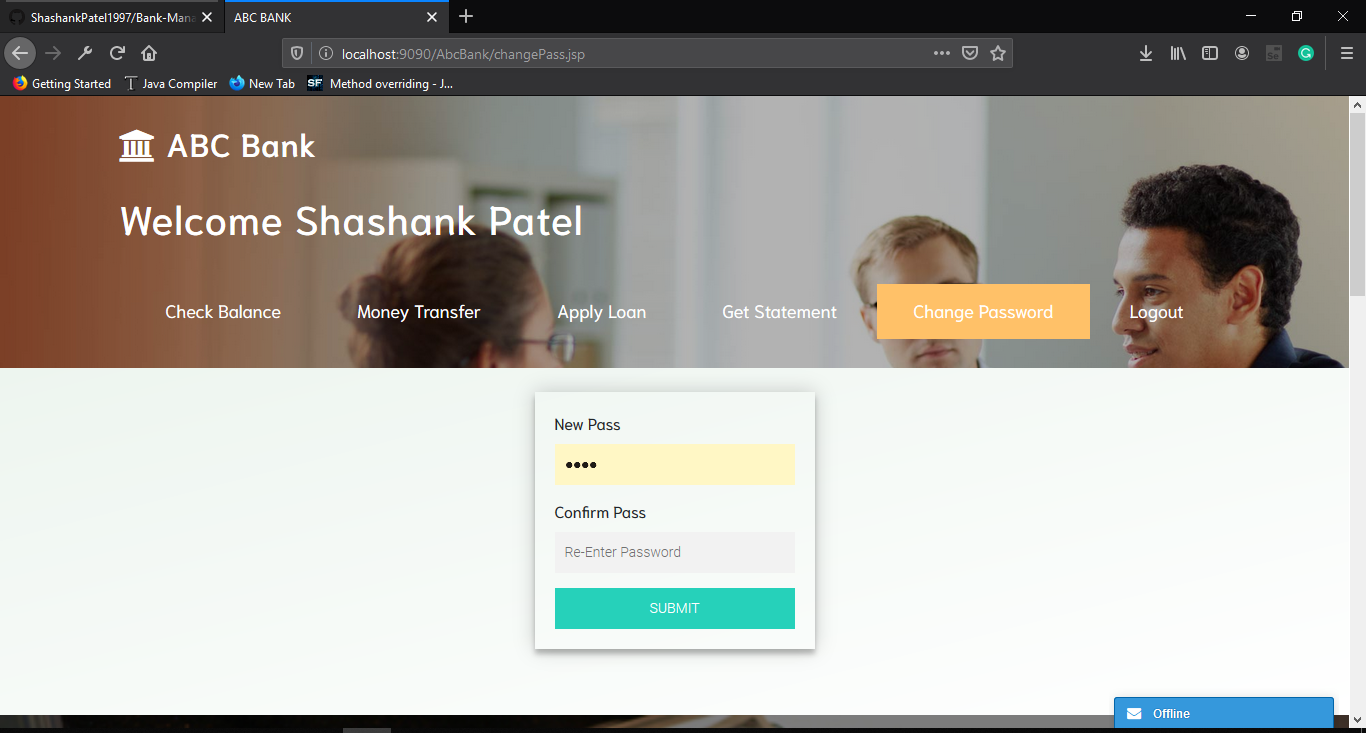 ShashankPatel1997/Bank-Mana
ABC BANK
localhost:9090/AbcBank/changePass.jsp
Getting Started
Java Compiler
New Tab
SF
Method overriding - J...
ABC Bank
Welcome Shashank Patel
Check Balance
Money Transfer
Apply Loan
Get Statement
Change Password
Logout
New Pass
Confirm Pass
Re-Enter Password
SUBMIT
Offline